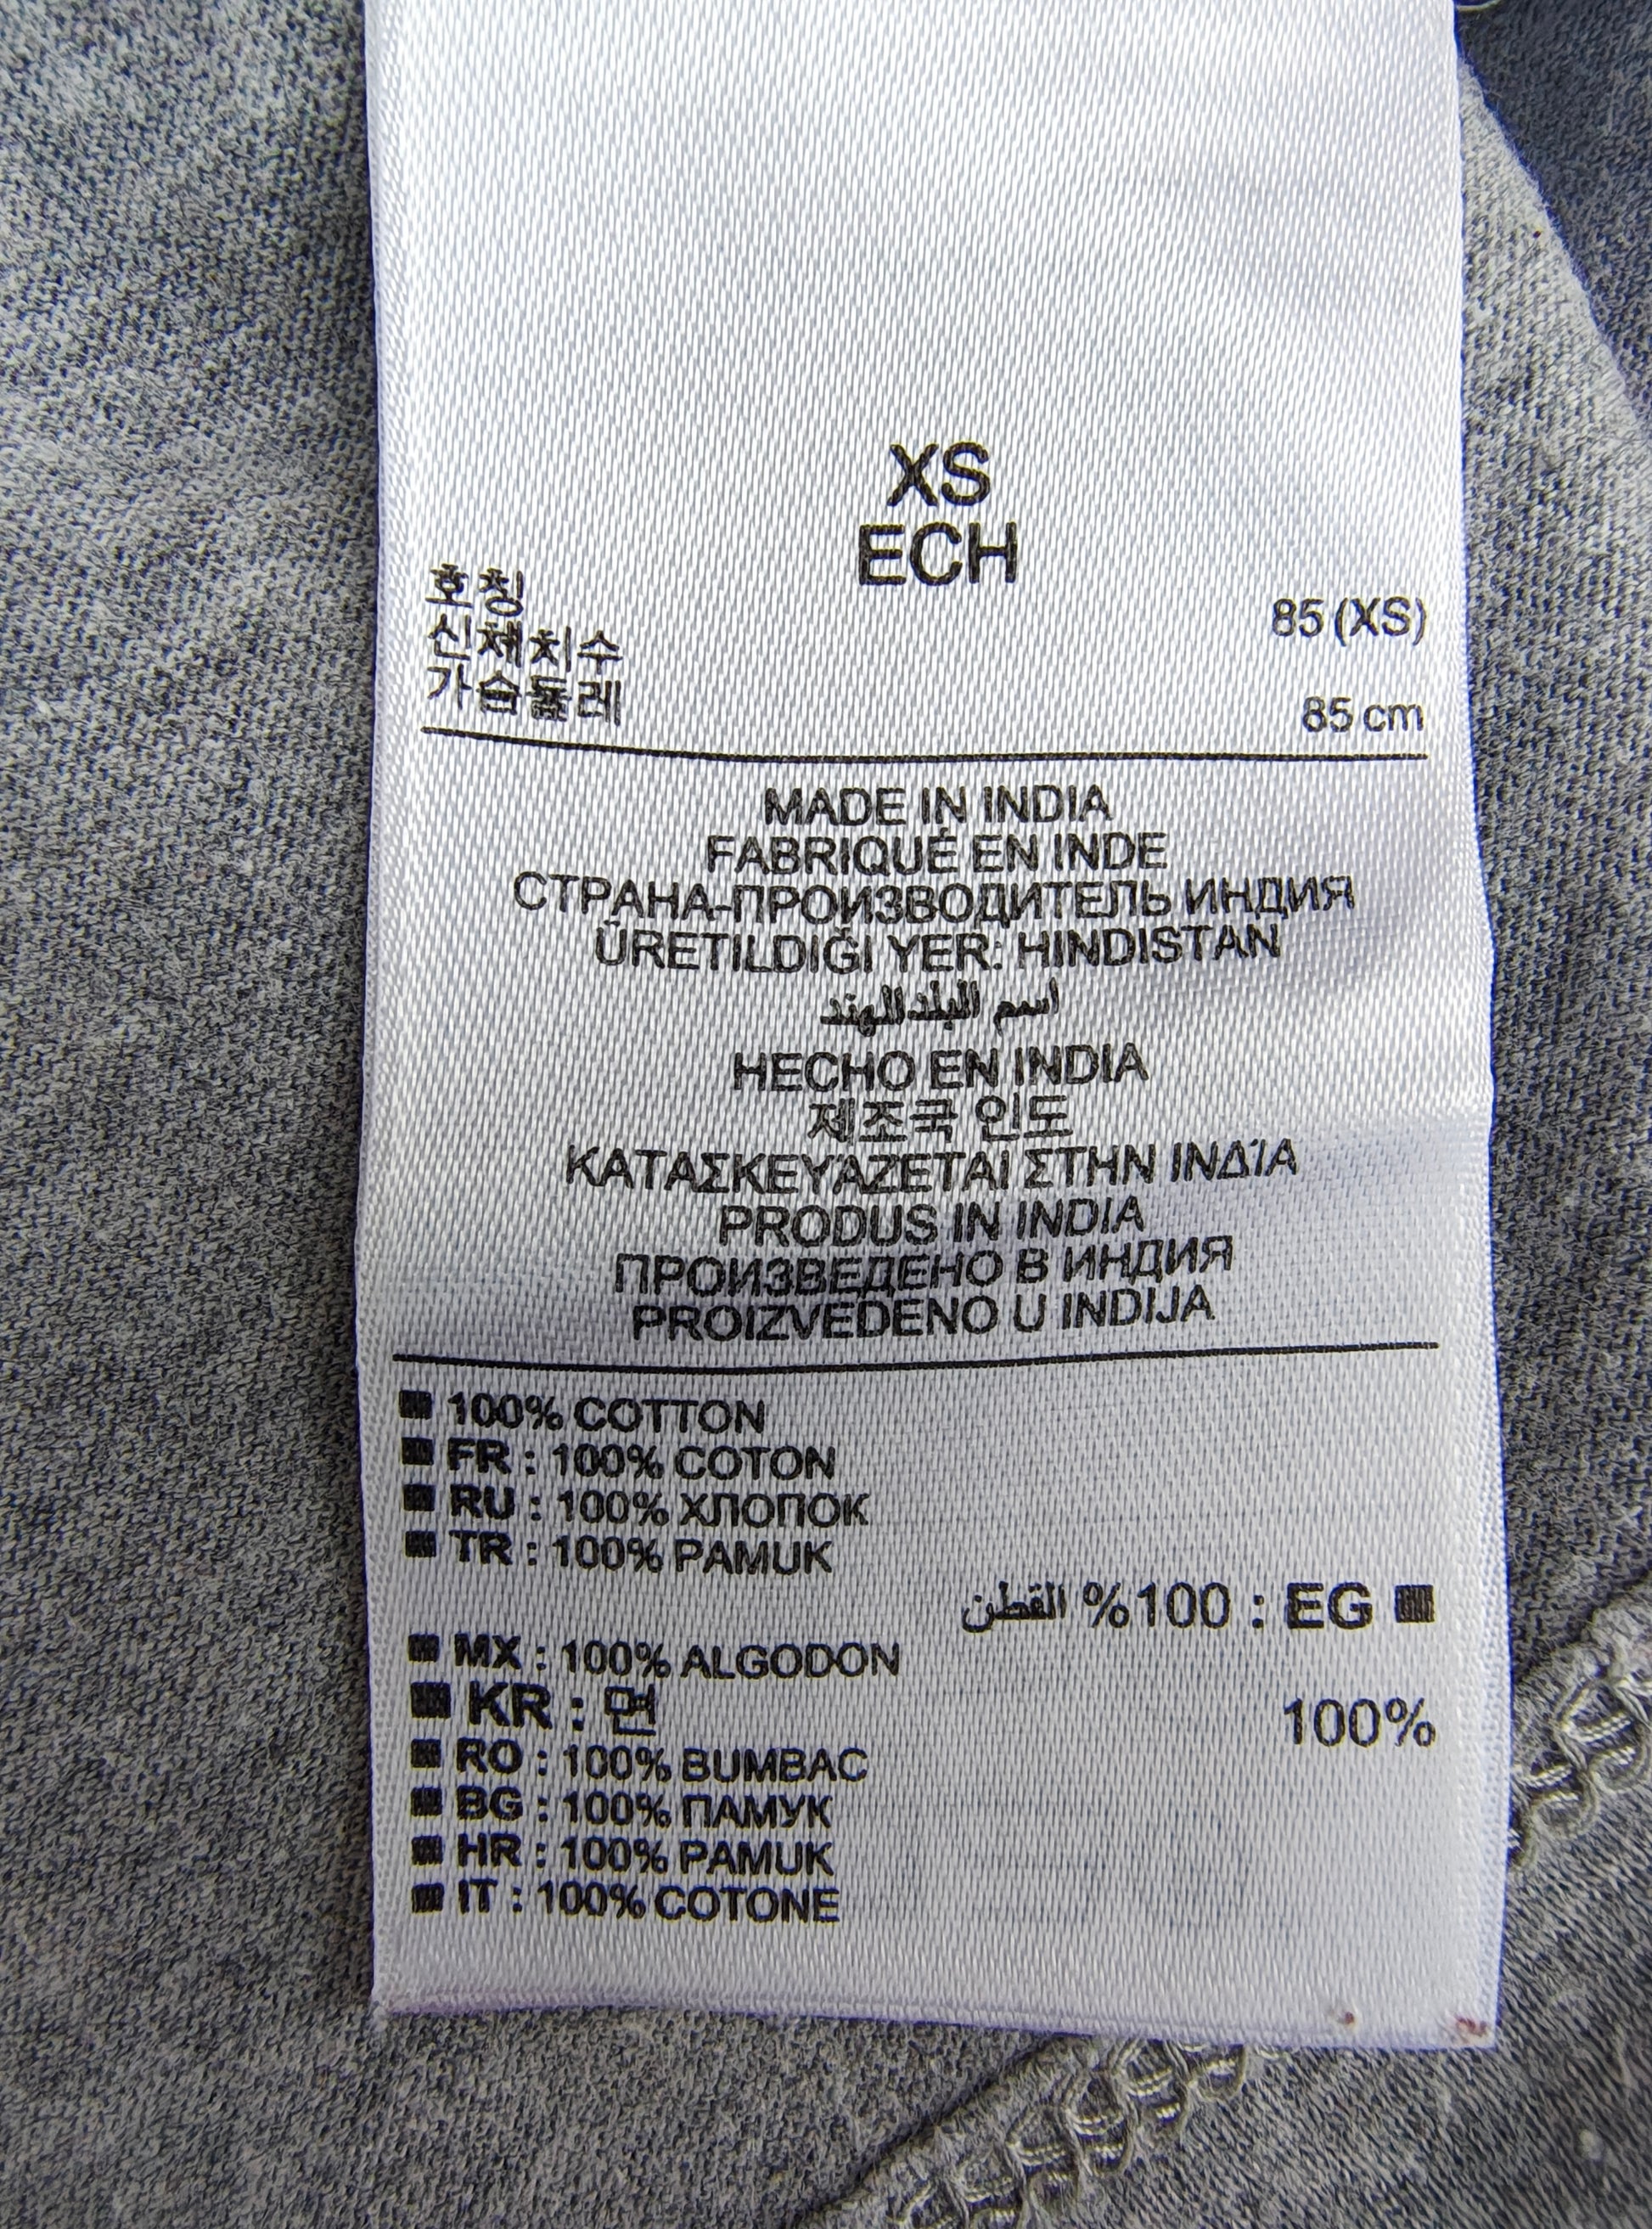 XS
ECH
호칭 85 (XS)
신체치수
가슴둘레 85 cm
MADE IN INDIA
FABRIQUÉ EN INDE
СТРАНА-ПРОИЗВОДИТЕЛЬ ИНДИЯ
ÜRETILDIĞI YER: HINDISTAN
اسم البلد الهند
HECHO EN INDIA
제조국 인도
ΚΑΤΑΣΚΕΥΆΖΕΤΑΙ ΣΤΗΝ ΙΝΔΊΑ
PRODUS IN INDIA
ПРОИЗВЕДЕНО В ИНДИЯ
PROIZVEDENO U INDIJA
■ 100% COTTON
■ FR : 100% COTON
■ RU : 100% ХЛОПОК
■ TR : 100% PAMUK
■ EG : 100% القطن
■ MX : 100% ALGODON
■ KR : 면 100%
■ RO : 100% BUMBAC
■ BG : 100% ПАМУК
■ HR : 100% PAMUK
■ IT : 100% COTONE